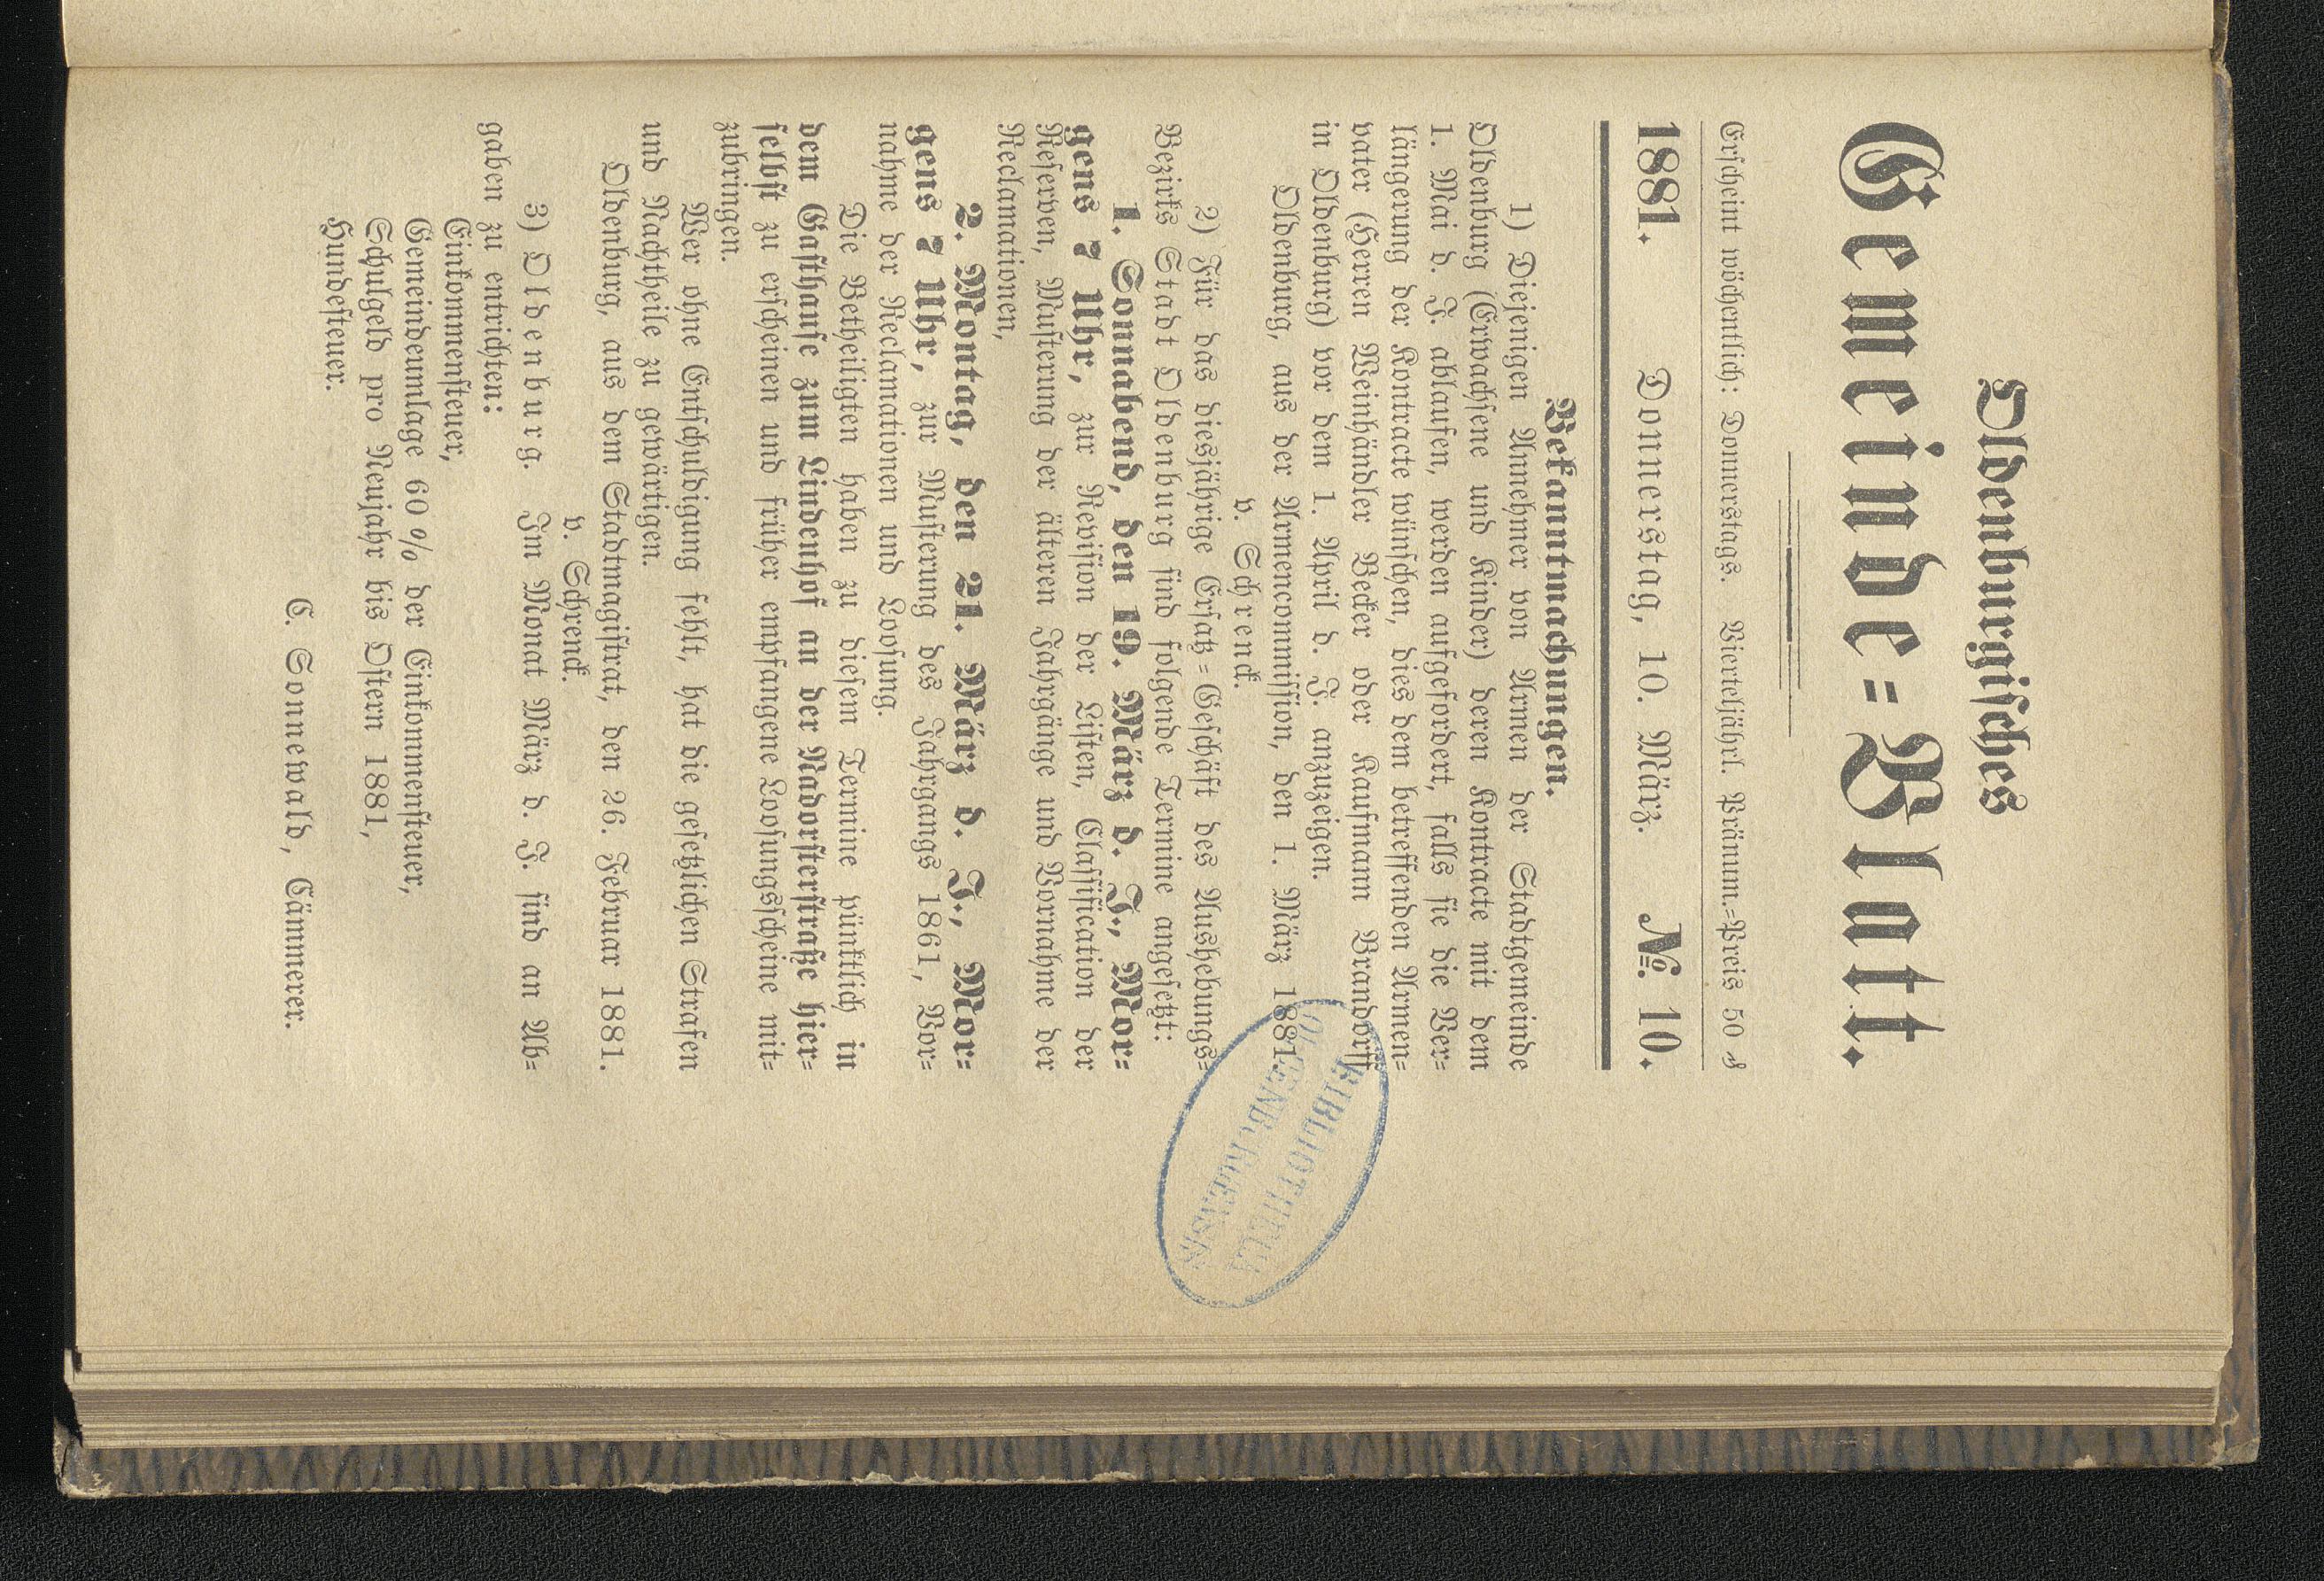 Oldenburgisches
Gemeinde=Blatt.
Erscheint wöchentlich: Donnerstags. Vierteljährl. Pränum.=Preis 50 ₰
1881. Donnerstag, 10. März. №. 10.
Bekanntmachungen.
1) Diejenigen Annehmer von Armen der Stadtgemeinde
Oldenburg (Erwachsene und Kinder) deren Kontracte mit dem
1. Mai d. J. ablaufen, werden aufgefordert, falls sie die Ver=
längerung der Kontracte wünschen, dies dem betreffenden Armen=
vater (Herren Weinhändler Becker oder Kaufmann Brandorff
in Oldenburg) vor dem 1. April d. J. anzuzeigen.
Oldenburg, aus der Armencommission, den 1. März 1881.
v. Schrenck.
2) Für das diesjährige Ersatz=Geschäft des Aushebungs=
Bezirks Stadt Oldenburg sind folgende Termine angesetzt:
1. Sonnabend, den 19. März d. J., Mor=
gens 7 Uhr, zur Revision der Listen, Classification der
Reserven, Musterung der älteren Jahrgänge und Vornahme der
Reclamationen,
2. Montag, den 21. März d. J., Mor=
gens 7 Uhr, zur Musterung des Jahrgangs 1861, Vor=
nahme der Reclamationen und Loosung.
Die Betheiligten haben zu diesem Termine pünktlich in
dem Gasthause zum Lindenhof an der Nadorsterstraße hier=
selbst zu erscheinen und früher empfangene Loosungsscheine mit=
zubringen.
Wer ohne Entschuldigung fehlt, hat die gesetzlichen Strafen
und Nachtheile zu gewärtigen.
Oldenburg, aus dem Stadtmagistrat, den 26. Februar 1881.
v. Schrenck.
3) Oldenburg. Im Monat März d. J. sind an Ab=
gaben zu entrichten:
Einkommensteuer,
Gemeindeumlage 60 % der Einkommensteuer,
Schulgeld pro Neujahr bis Ostern 1881,
Hundesteuer.
C. Sonnewald, Cämmerer.
BIBLIOTHECA
OLDENBURGENSIS